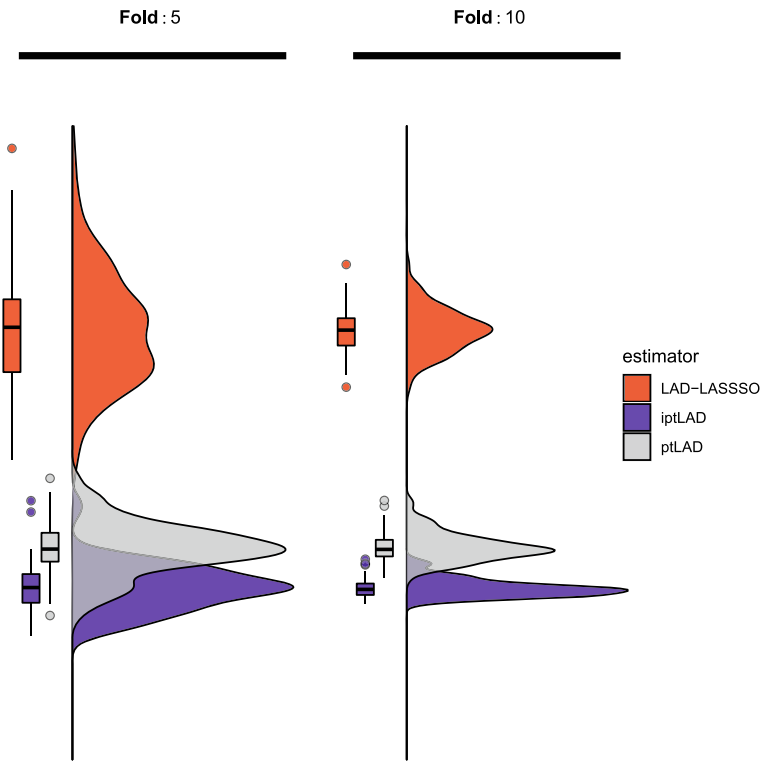 Fold : 5
Fold : 10
estimator
LAD−LASSSO
iptLAD
ptLAD